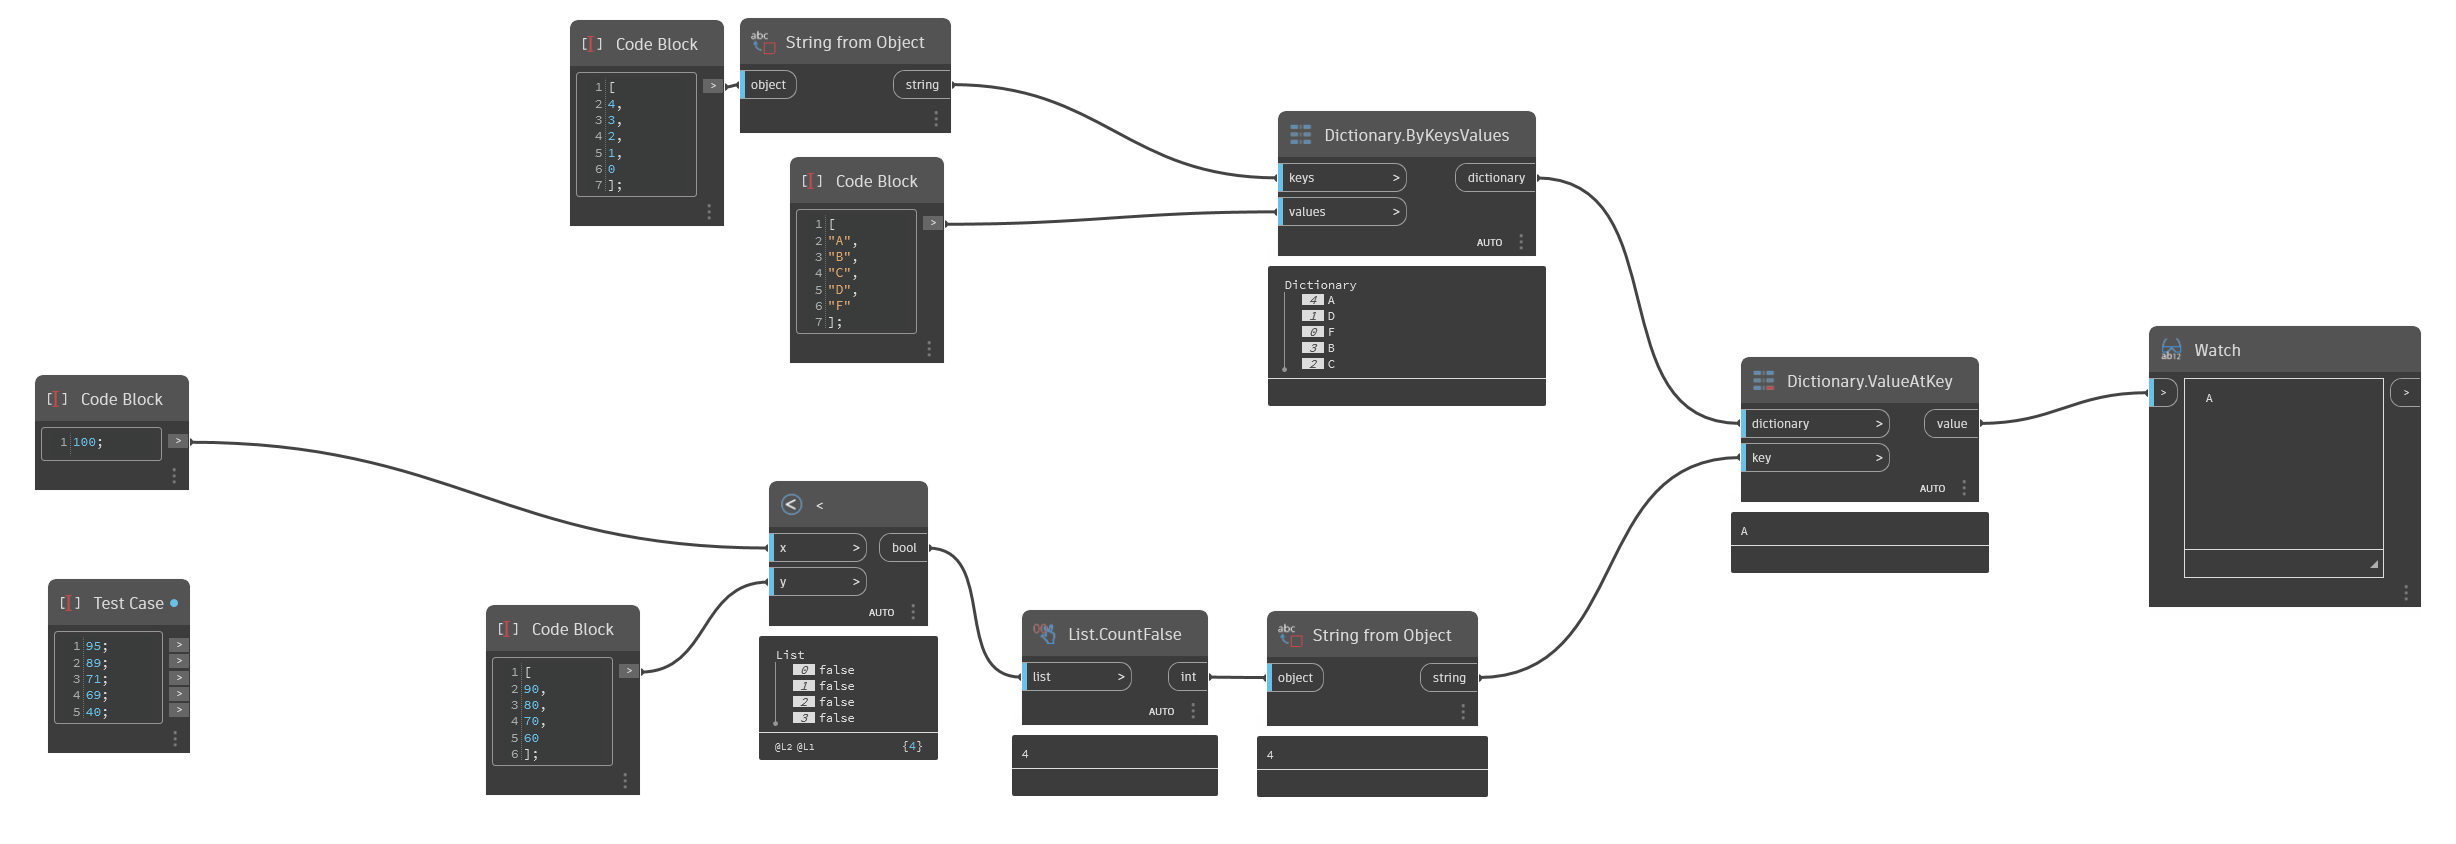 Code Block
>
1 [
2 4,
3 3,
4 2,
5 1,
6 0
7 ];
abc
String from Object
object
string
Code Block
>
1 [
2 "A",
3 "B",
4 "C",
5 "D",
6 "F"
7 ];
Dictionary.ByKeysValues
keys >
dictionary
values >
AUTO
Dictionary
4 A
1 D
0 F
3 B
2 C
Code Block
1 100;
>
Test Case
1 95; >
2 89; >
3 71; >
4 69; >
5 40; >
Code Block
>
1 [
2 90,
3 80,
4 70,
5 60
6 ];
< <
x >
bool
y >
AUTO
List
0 false
1 false
2 false
3 false
@L2 @L1 {4}
List.CountFalse
list >
int
AUTO
4
abc
String from Object
object
string
4
Dictionary.ValueAtKey
dictionary >
value
key >
AUTO
A
ab12
Watch
>
A
>